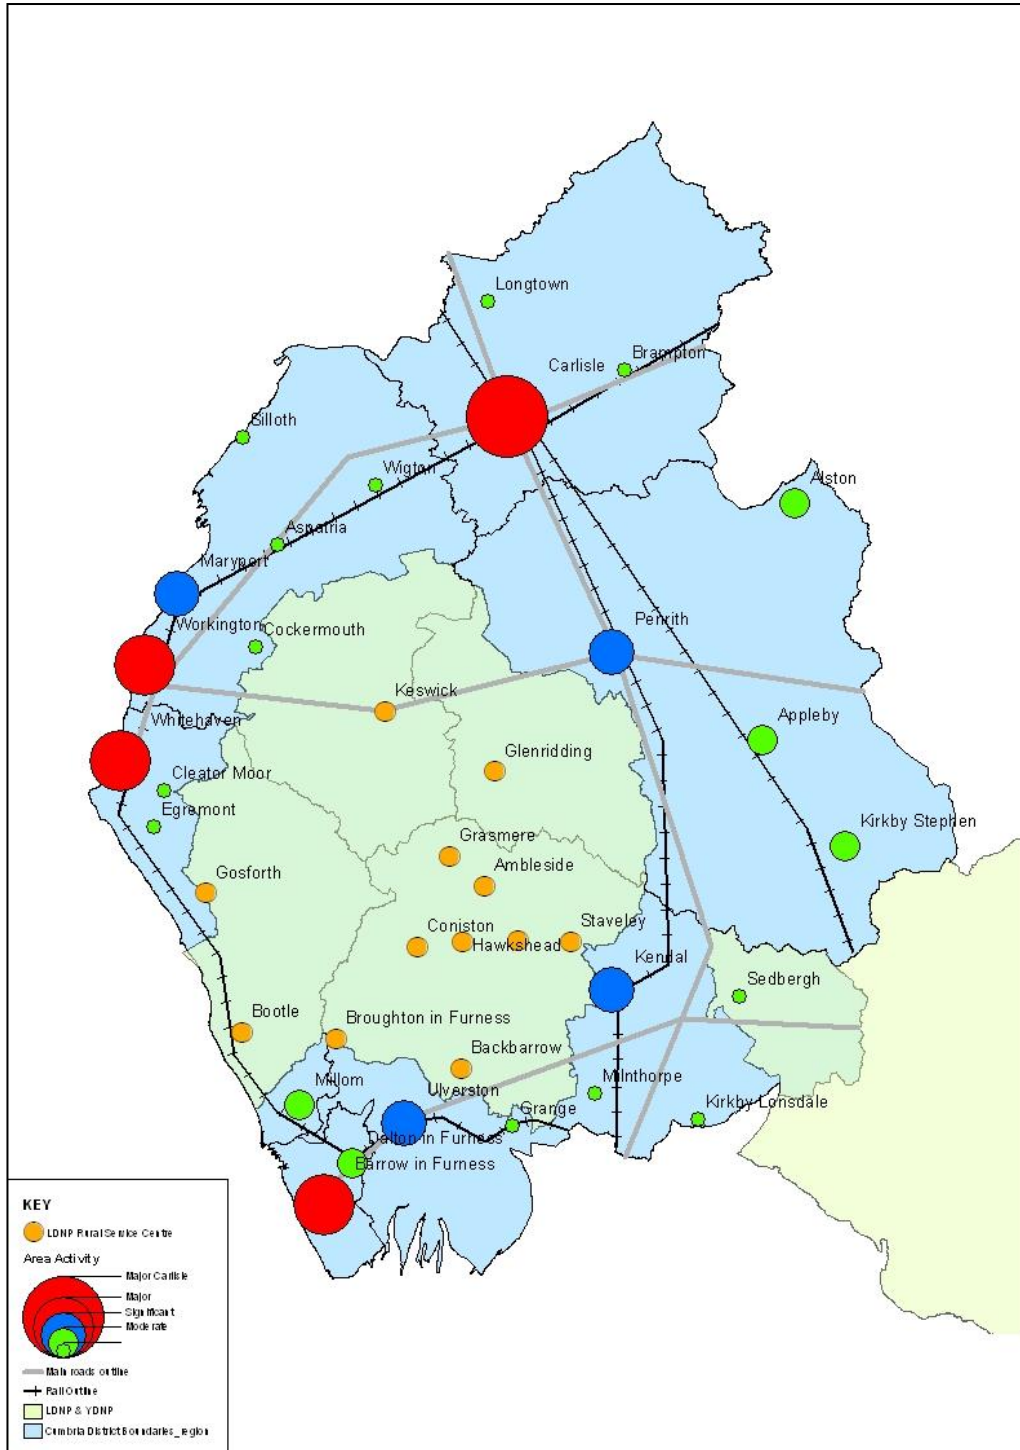 Longtown
Carlisle
Brampton
Silloth
Wigton
Alston
Aspatria
Maryport
Workington
Cockermouth
Penrith
Keswick
Whitehaven
Appleby
Glenridding
Cleator Moor
Egremont
Kirkby Stephen
Grasmere
Ambleside
Gosforth
Coniston
Staveley
Hawkshead
Kendal
Sedbergh
Bootle
Broughton in Furness
Backbarrow
Millom
Ulverston
Milnthorpe
Grange
Kirkby Lonsdale
Dalton in Furness
Barrow in Furness
KEY
LDNP Rural Service Centre
Area Activity
Major Carlisle
Major
Significant
Moderate
Main roads outline
Rail Outline
LDNP & YDNP
Cumbria District Boundaries_region